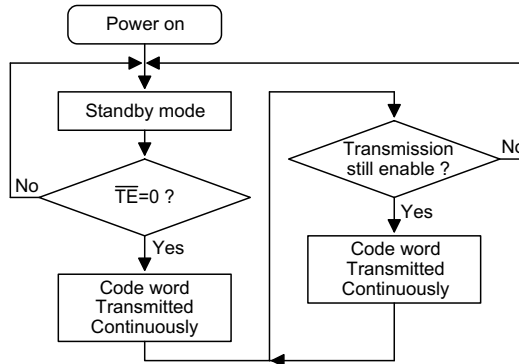 Power on
Standby mode
T̅E̅=0 ?
No
Yes
Code word
Transmitted
Continuously
Transmission
still enable ?
No
Yes
Code word
Transmitted
Continuously